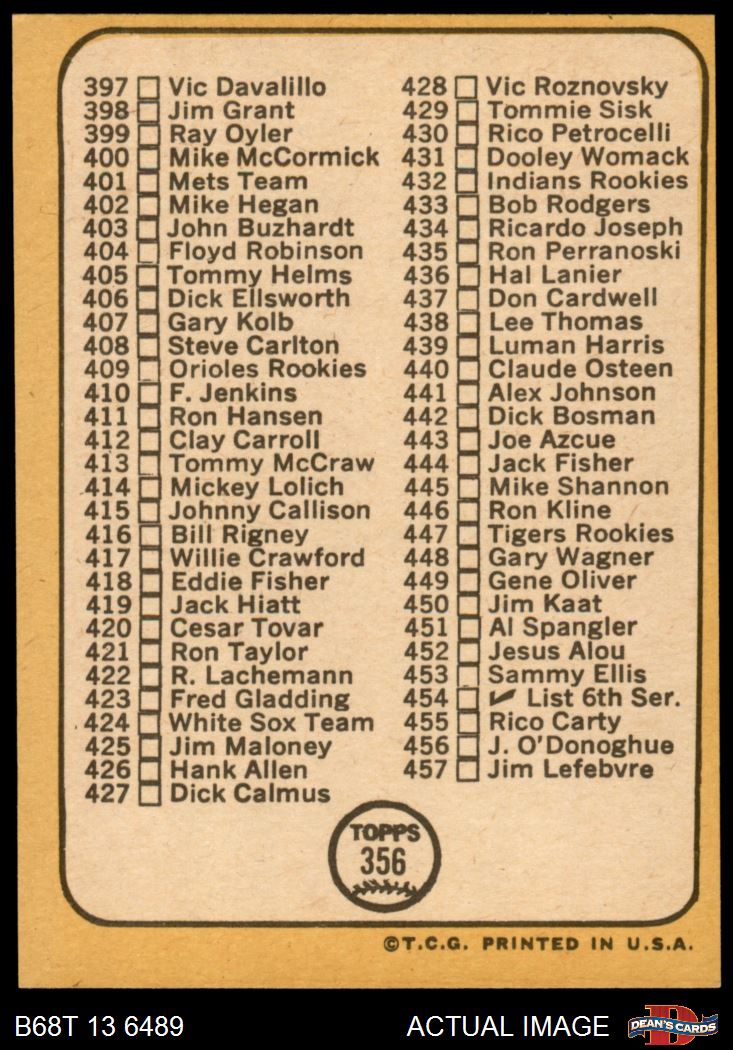 397 Vic Davalillo
398 Jim Grant
399 Ray Oyler
400 Mike McCormick
401 Mets Team
402 Mike Hegan
403 John Buzhardt
404 Floyd Robinson
405 Tommy Helms
406 Dick Ellsworth
407 Gary Kolb
408 Steve Carlton
409 Orioles Rookies
410 F. Jenkins
411 Ron Hansen
412 Clay Carroll
413 Tommy McCraw
414 Mickey Lolich
415 Johnny Callison
416 Bill Rigney
417 Willie Crawford
418 Eddie Fisher
419 Jack Hiatt
420 Cesar Tovar
421 Ron Taylor
422 R. Lachemann
423 Fred Gladding
424 White Sox Team
425 Jim Maloney
426 Hank Allen
427 Dick Calmus
428 Vic Roznovsky
429 Tommie Sisk
430 Rico Petrocelli
431 Dooley Womack
432 Indians Rookies
433 Bob Rodgers
434 Ricardo Joseph
435 Ron Perranoski
436 Hal Lanier
437 Don Cardwell
438 Lee Thomas
439 Luman Harris
440 Claude Osteen
441 Alex Johnson
442 Dick Bosman
443 Joe Azcue
444 Jack Fisher
445 Mike Shannon
446 Ron Kline
447 Tigers Rookies
448 Gary Wagner
449 Gene Oliver
450 Jim Kaat
451 Al Spangler
452 Jesus Alou
453 Sammy Ellis
454 List 6th Ser.
455 Rico Carty
456 J. O'Donoghue
457 Jim Lefebvre
TOPPS
356
©T.C.G. PRINTED IN U.S.A.
B68T 13 6489
ACTUAL IMAGE
D
DEAN'S CARDS